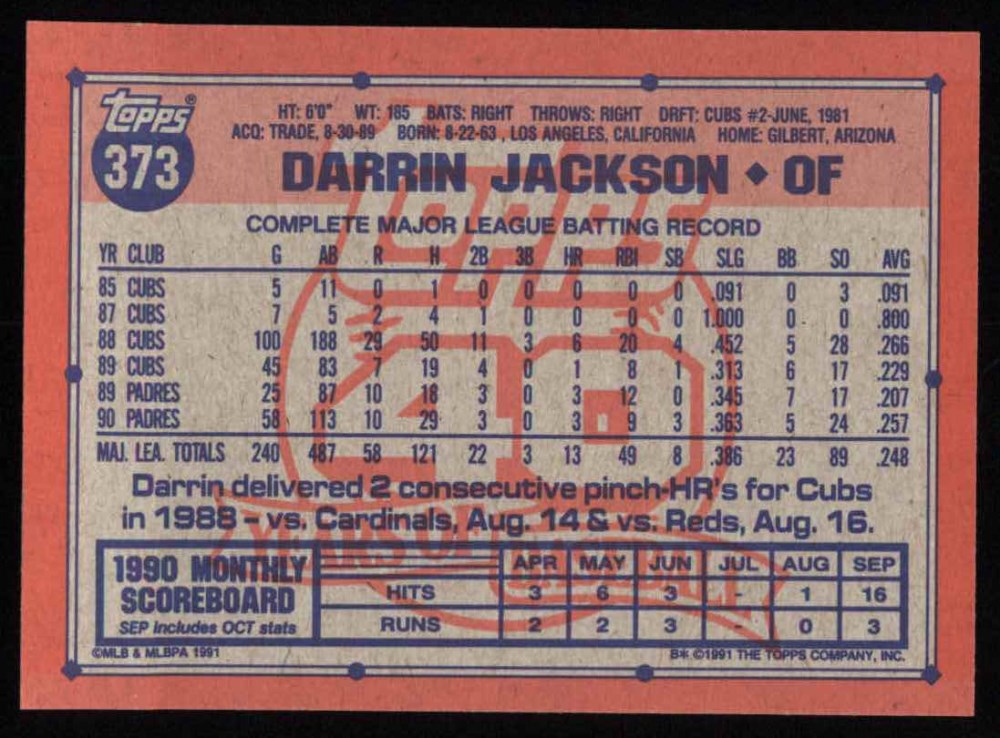 Topps®
373
HT: 6'0" WT: 185 BATS: RIGHT THROWS: RIGHT DRFT: CUBS #2-JUNE, 1981
ACQ: TRADE, 8-30-89 BORN: 8-22-63, LOS ANGELES, CALIFORNIA HOME: GILBERT, ARIZONA
DARRIN JACKSON ◆ OF
COMPLETE MAJOR LEAGUE BATTING RECORD
YR CLUB G AB R H 2B 3B HR RBI SB SLG BB SO AVG
85 CUBS 5 11 0 1 0 0 0 0 0 .091 0 3 .091
87 CUBS 7 5 2 4 1 0 0 0 0 1.000 0 0 .800
88 CUBS 100 188 29 50 11 3 6 20 4 .452 5 28 .266
89 CUBS 45 83 7 19 4 0 1 8 1 .313 6 17 .229
89 PADRES 25 87 10 18 3 0 3 12 0 .345 7 17 .207
90 PADRES 58 113 10 29 3 0 3 9 3 .363 5 24 .257
MAJ. LEA. TOTALS 240 487 58 121 22 3 13 49 8 .386 23 89 .248
Topps
40
YEARS OF BASEBALL
Darrin delivered 2 consecutive pinch-HR's for Cubs
in 1988 – vs. Cardinals, Aug. 14 & vs. Reds, Aug. 16.
1990 MONTHLY
SCOREBOARD
SEP includes OCT stats
APR MAY JUN JUL AUG SEP
HITS 3 6 3 - 1 16
RUNS 2 2 3 - 0 3
©MLB & MLBPA 1991
B* ©1991 THE TOPPS COMPANY, INC.